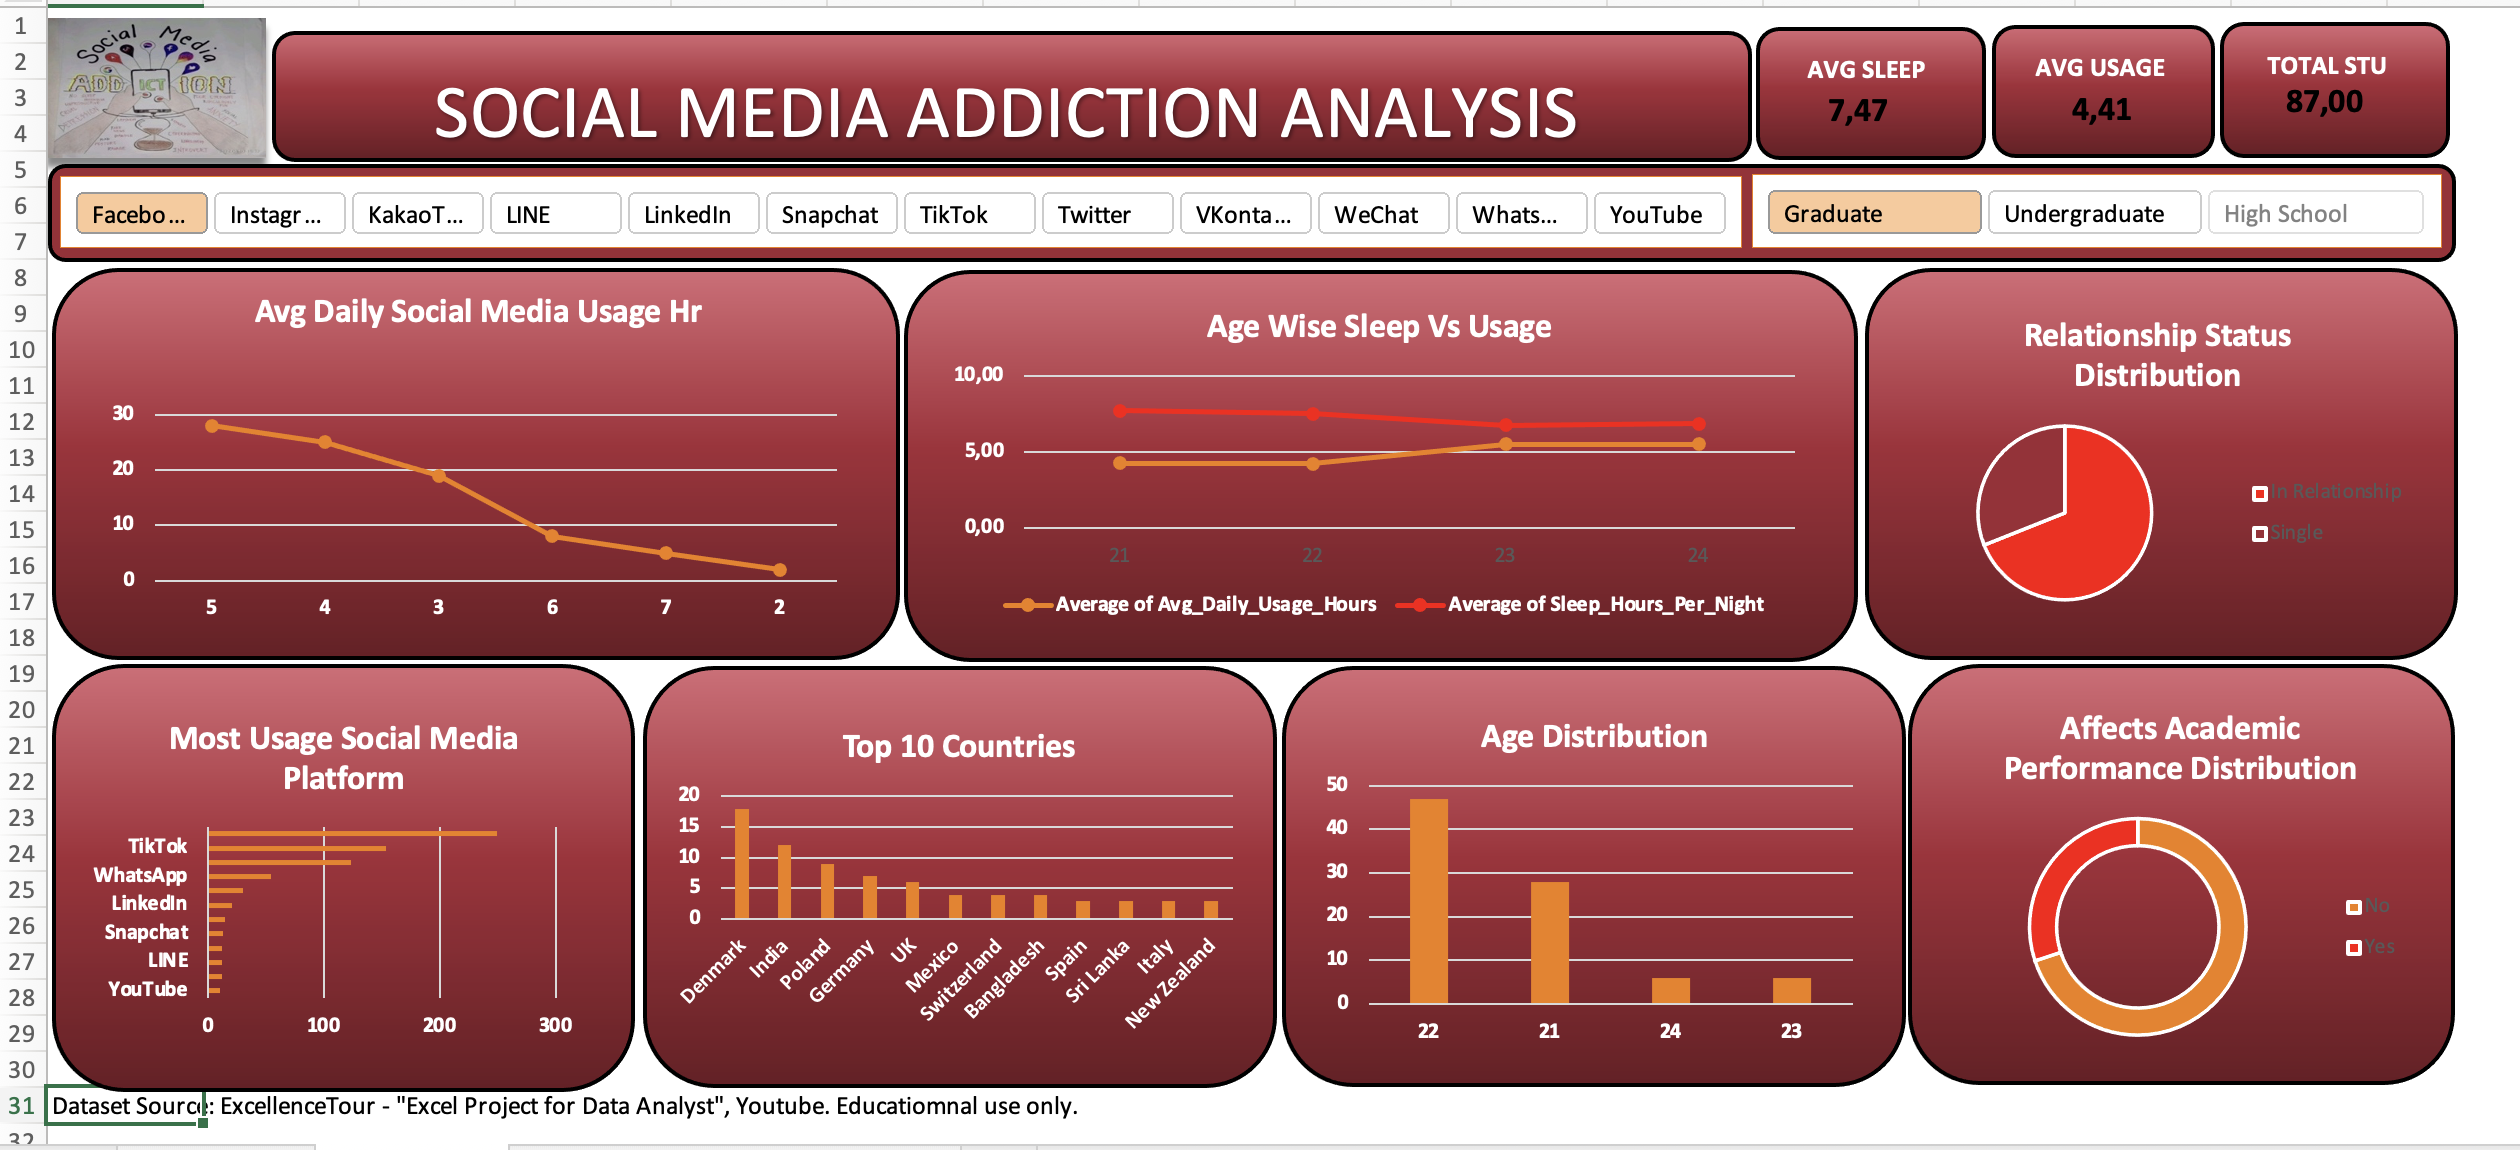 1
2
3
4
5
6
7
8
9
10
11
12
13
14
15
16
17
18
19
20
21
22
23
24
25
26
27
28
29
30
31
32
Social Media
ADD ICT ION
SOCIAL MEDIA ADDICTION ANALYSIS
AVG SLEEP
7,47
AVG USAGE
4,41
TOTAL STU
87,00
Facebo... Instagr... KakaoT... LINE LinkedIn Snapchat TikTok Twitter VKonta... WeChat Whats... YouTube
Graduate Undergraduate High School
Avg Daily Social Media Usage Hr
30
20
10
0
5 4 3 6 7 2
Age Wise Sleep Vs Usage
10,00
5,00
0,00
21 22 23 24
Average of Avg_Daily_Usage_Hours Average of Sleep_Hours_Per_Night
Relationship Status
Distribution
In Relationship
Single
Most Usage Social Media
Platform
TikTok
WhatsApp
LinkedIn
Snapchat
LINE
YouTube
0 100 200 300
Top 10 Countries
20
15
10
5
0
Denmark India Poland Germany UK Mexico Switzerland Bangladesh Spain Sri Lanka Italy New Zealand
Age Distribution
50
40
30
20
10
0
22 21 24 23
Affects Academic
Performance Distribution
No
Yes
Dataset Source: ExcellenceTour - "Excel Project for Data Analyst", Youtube. Educatiomnal use only.